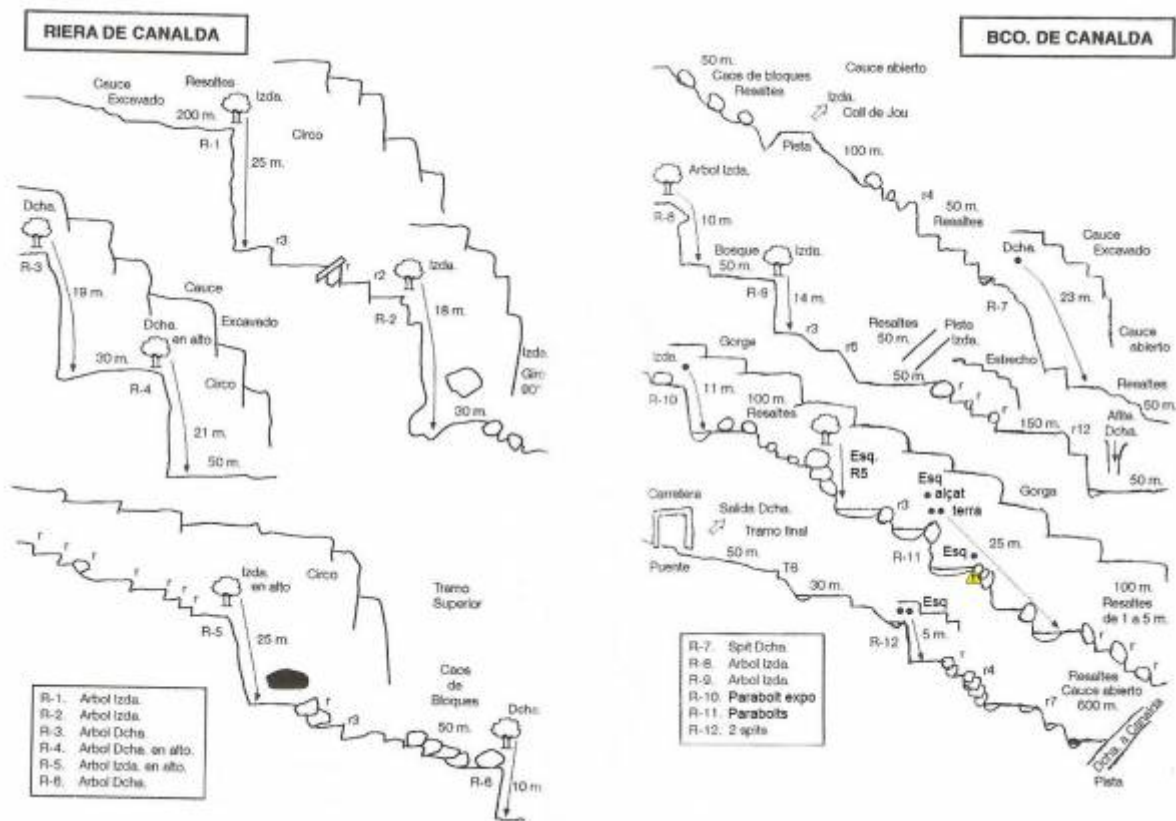 RIERA DE CANALDA
Cauce
Excavado
Resaltes
200 m.
Izda.
R-1
Circo
25 m.
Dcha.
r3
R-3
19 m.
r
r2
Izda.
R-2
18 m.
Cauce
Excavado
Dcha.
en alto
30 m.
R-4
Circo
Izda.
Giro
90°
30 m.
21 m.
50 m.
r
r
r
r
r
r
r
Izda.
en alto
Circo
Tramo
Superior
R-5
25 m.
r
r3
Caos
de
Bloques
50 m.
Dcha.
R-6
10 m
R-1. Arbol Izda.
R-2. Arbol Izda.
R-3. Arbol Dcha.
R-4. Arbol Dcha. en alto.
R-5. Arbol Izda. en alto.
R-6. Arbol Dcha.
BCO. DE CANALDA
50 m.
Caos de bloques
Resaltes
Cauce abierto
Izda.
Coll de Jou
Pista
100 m.
Arbol Izda.
R-8
10 m
r4
50 m.
Resaltes
Dcha.
Cauce
Excavado
Bosque
50 m.
Izda.
R-9
14 m.
R-7
23 m.
Cauce
abierto
r3
r6
Resaltes
50 m.
Pista
Izda.
50 m.
Estrecho
Resaltes
50 m.
Izda.
Gorga
R-10
11 m.
100 m.
Resaltes
r
r
r
r
150 m.
r12
Aflte
Dcha.
50 m.
Esq.
R5
r3
Esq
alçat
terra
Gorga
R-11
25 m.
Esq
100 m.
Resaltes
de 1 a 5 m.
r
r
r
Carretera
Salida Dcha.
Tramo final
Puente
50 m.
T6
30 m.
Esq
R-12
5 m.
r
r4
r7
Resaltes
Cauce abierto
600 m.
Dcha. a Canalda
Pista
R-7. Spit Dcha.
R-8. Arbol Izda.
R-9. Arbol Izda.
R-10. Parabolt expo
R-11. Parabolts
R-12. 2 spits